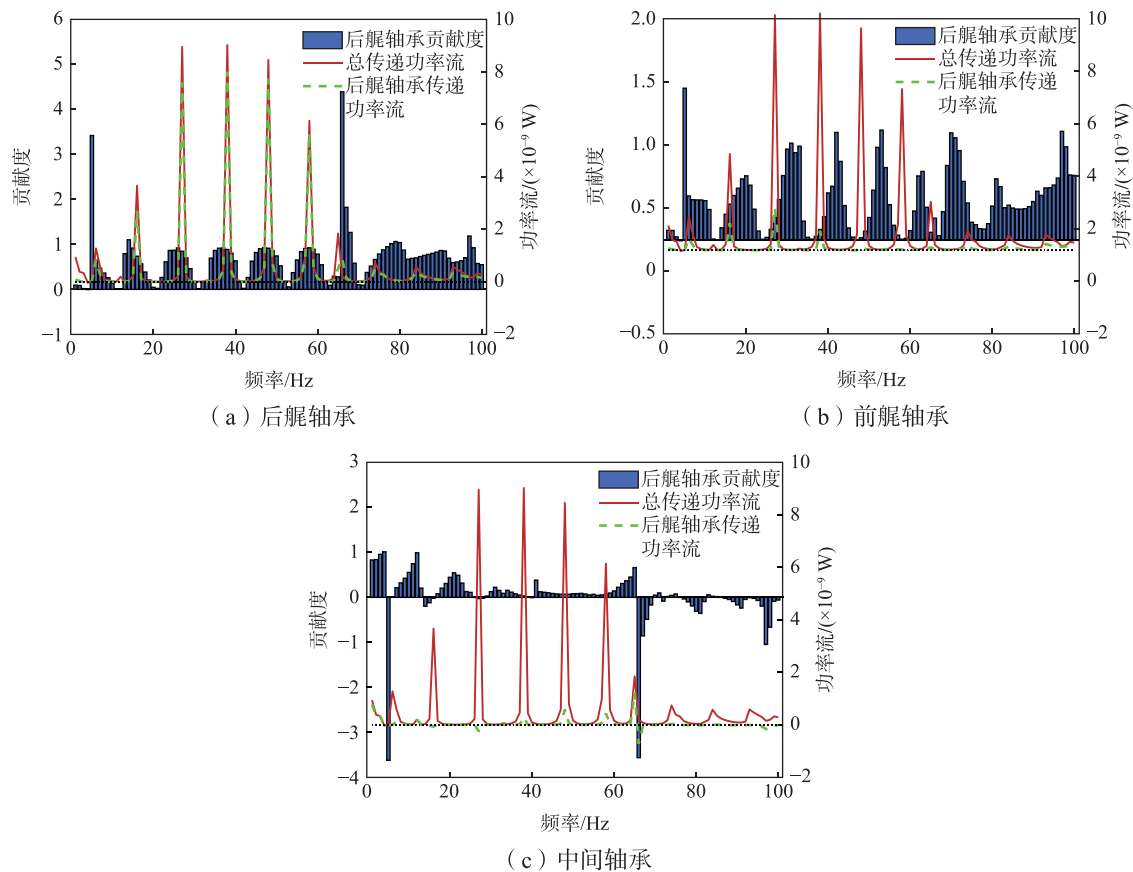 6
5
4
3
2
1
0
−1
贡献度
10
8
6
4
2
0
−2
功率流/(×10⁻⁹ W)
后艉轴承贡献度
总传递功率流
后艉轴承传递
功率流
0
20
40
60
80
100
频率/Hz
（a）后艉轴承
2.0
1.5
1.0
0.5
0
−0.5
贡献度
10
8
6
4
2
0
−2
功率流/(×10⁻⁹ W)
后艉轴承贡献度
总传递功率流
后艉轴承传递
功率流
0
20
40
60
80
100
频率/Hz
（b）前艉轴承
3
2
1
0
−1
−2
−3
−4
贡献度
10
8
6
4
2
0
−2
功率流/(×10⁻⁹ W)
后艉轴承贡献度
总传递功率流
后艉轴承传递
功率流
0
20
40
60
80
100
频率/Hz
（c）中间轴承